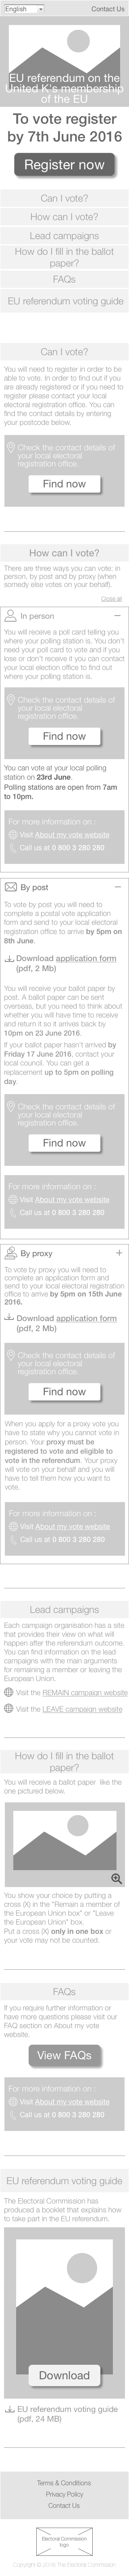 English
Contact Us
EU referendum on the
United K's membership
of the EU
To vote register
by 7th June 2016
Register now
Can I vote?
How can I vote?
Lead campaigns
How do I fill in the ballot
paper?
FAQs
EU referendum voting guide
Can I vote?
You will need to register in order to be
able to vote. In order to find out if you
are already registered or if you need to
register please contact your local
electoral registration office. You can
find the contact details by entering
your postcode below.
Check the contact details of
your local electoral
registration office.
Find now
How can I vote?
There are three ways you can vote: in
person, by post and by proxy (when
somedy else votes on your behalf).
Close all
In person
You will receive a poll card telling you
where your polling station is. You don't
need your poll card to vote and if you
lose or don't receive it you can contact
your local election office to find out
where your polling station is.
Check the contact details of
your local electoral
registration office.
Find now
You can vote at your local polling
station on 23rd June.
Polling stations are open from 7am
to 10pm.
For more information on :
Visit About my vote website
Call us at 0 800 3 280 280
By post
To vote by post you will need to
complete a postal vote application
form and send to your local electoral
registration office to arrive by 5pm on
8th June.
Download application form
(pdf, 2 Mb)
You will receive your ballot paper by
post. A ballot paper can be sent
overseas, but you need to think about
whether you will have time to receive
and return it so it arrives back by
10pm on 23 June 2016.
If your ballot paper hasn't arrived by
Friday 17 June 2016, contact your
local council. You can get a
replacement up to 5pm on polling
day.
Check the contact details of
your local electoral
registration office.
Find now
For more information on :
Visit About my vote website
Call us at 0 800 3 280 280
By proxy
To vote by proxy you will need to
complete an application form and
send to your local electoral registration
office to arrive by 5pm on 15th June
2016.
Download application form
(pdf, 2 Mb)
Check the contact details of
your local electoral
registration office.
Find now
When you apply for a proxy vote you
have to state why you cannot vote in
person. Your proxy must be
registered to vote and eligible to
vote in the referendum. Your proxy
will vote on your behalf and you will
have to tell them how you want to
vote.
For more information on :
Visit About my vote website
Call us at 0 800 3 280 280
Lead campaigns
Each campaign organisation has a site
that provides their view on what will
happen after the referendum outcome.
You can find information on the lead
campaigns with the main arguments
for remaining a member or leaving the
European Union.
Visit the REMAIN campaign website
Visit the LEAVE campaign website
How do I fill in the ballot
paper?
You will receive a ballot paper like the
one pictured below.
You show your choice by putting a
cross (X) in the "Remain a member of
the European Union box" or "Leave
the European Union" box.
Put a cross (X) only in one box or
your vote may not be counted.
FAQs
If you require further information or
have more questions please visit our
FAQ section on About my vote
website.
View FAQs
For more information on :
Visit About my vote website
Call us at 0 800 3 280 280
EU referendum voting guide
The Electoral Commission has
produced a booklet that explains how
to take part in the EU referendum.
Download
EU referendum voting guide
(pdf, 24 MB)
Terms & Conditions
Privacy Policy
Contact Us
Electoral Commission
logo
Copyright © 2016 The Electoral Commission